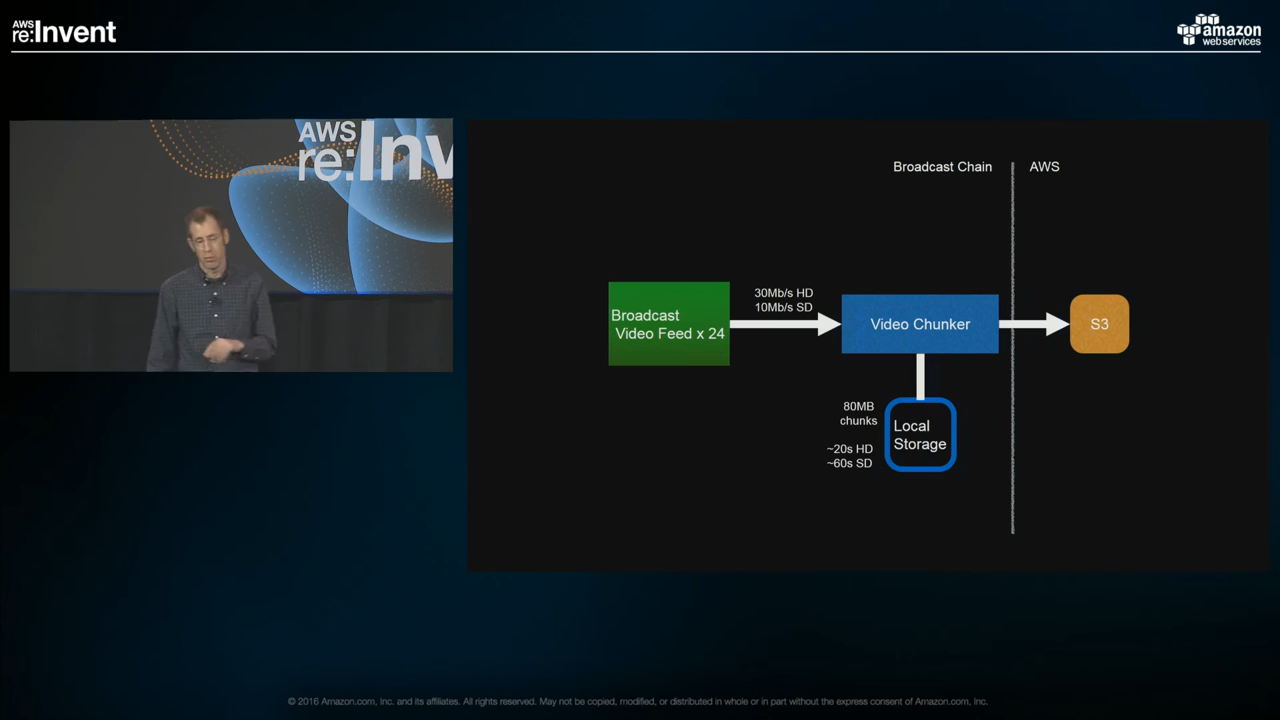 AWS
re:Invent
amazon
web services
AWS
re:Inv
Broadcast Chain
AWS
30Mb/s HD
10Mb/s SD
Broadcast
Video Feed x 24
Video Chunker
S3
80MB
chunks
~20s HD
~60s SD
Local
Storage
© 2016 Amazon.com, Inc. and its affiliates. All rights reserved. May not be copied, modified, or distributed in whole or in part without the express consent of Amazon.com, Inc.